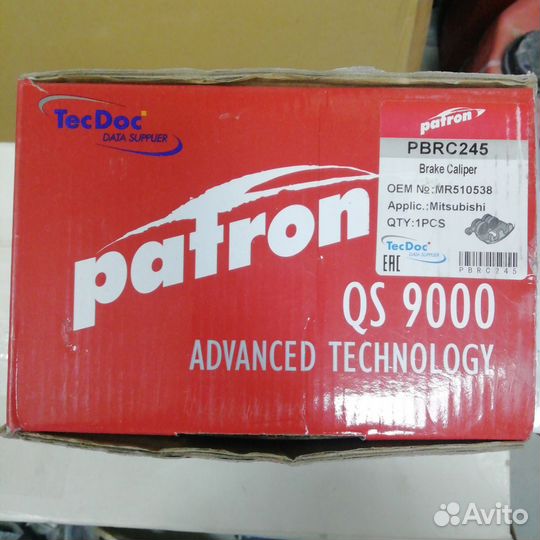 TecDoc
DATA SUPPLIER
patron
QS 9000
ADVANCED TECHNOLOGY
patron
PBRC245
Brake Caliper
OEM №:MR510538
Applic.:Mitsubishi
QTY:1PCS
TecDoc
DATA SUPPLIER
EAC
PBRC245
Avito